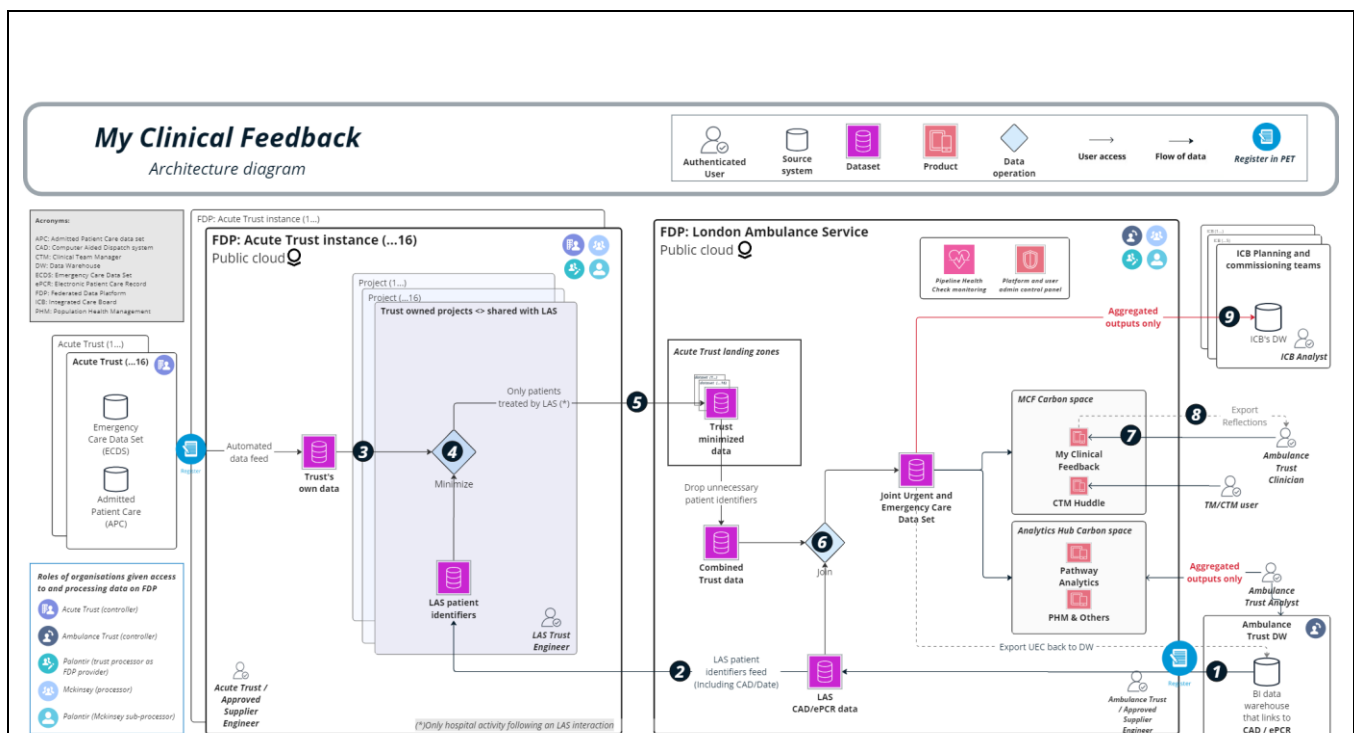 My Clinical Feedback
Architecture diagram
Authenticated
User
Source
system
Dataset
Product
Data
operation
User access
Flow of data
Register in PET
Acronyms:
APC: Admitted Patient Care data set
CAD: Computer Aided Dispatch system
CTM: Clinical Team Manager
DW: Data Warehouse
ECDS: Emergency Care Data Set
ePCR: Electronic Patient Care Record
FDP: Federated Data Platform
ICB: Integrated Care Board
PHM: Population Health Management
Acute Trust (1...)
Acute Trust (...16)
Emergency
Care Data Set
(ECDS)
Admitted
Patient Care
(APC)
Register
Automated
data feed
Roles of organisations given access
to and processing data on FDP
Acute Trust (controller)
Ambulance Trust (controller)
Palantir (trust processor as
FDP provider)
Mckinsey (processor)
Palantir (Mckinsey sub-processor)
FDP: Acute Trust instance (1...)
FDP: Acute Trust instance (...16)
Public cloud
Project (1...)
Project (...16)
Trust owned projects <> shared with LAS
Only patients
treated by LAS (*)
Trust's
own data
3
4
Minimize
LAS patient
identifiers
LAS Trust
Engineer
Acute Trust /
Approved
Supplier
Engineer
(*)Only hospital activity following an LAS interaction
5
2
FDP: London Ambulance Service
Public cloud
Pipeline Health
Check monitoring
Platform and user
admin control panel
Acute Trust landing zones
Trust
minimized
data
Drop unnecessary
patient identifiers
Combined
Trust data
6
Join
Joint Urgent and
Emergency Care
Data Set
LAS patient
identifiers feed
(Including CAD/Date)
LAS
CAD/ePCR data
Aggregated
outputs only
9
MCF Carbon space
My Clinical
Feedback
CTM Huddle
7
8
Export
Reflections
Ambulance
Trust
Clinician
TM/CTM user
Analytics Hub Carbon space
Pathway
Analytics
PHM & Others
Aggregated
outputs only
Ambulance
Trust Analyst
Export UEC back to DW
Register
1
Ambulance Trust
/ Approved
Supplier
Engineer
Ambulance
Trust DW
BI data
warehouse
that links to
CAD / ePCR
ICB Planning and
commissioning teams
ICB's DW
ICB Analyst